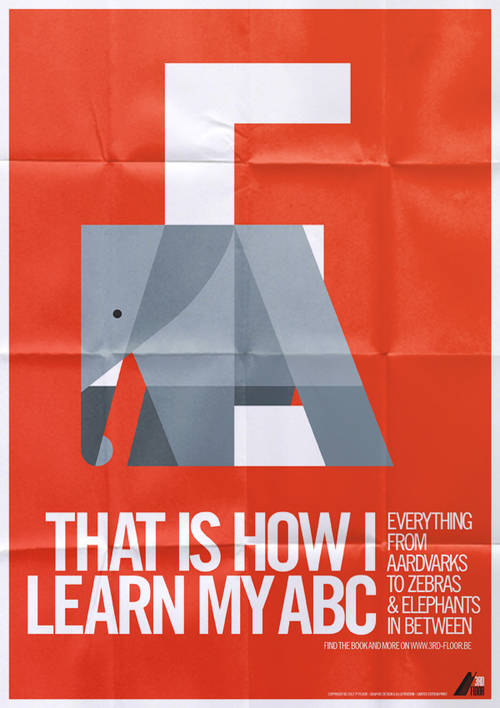 THAT IS HOW I
LEARN MY ABC
EVERYTHING
FROM
AARDVARKS
TO ZEBRAS
& ELEPHANTS
IN BETWEEN
FIND THE BOOK AND MORE ON WWW.3RD-FLOOR.BE
3RD
FLOOR